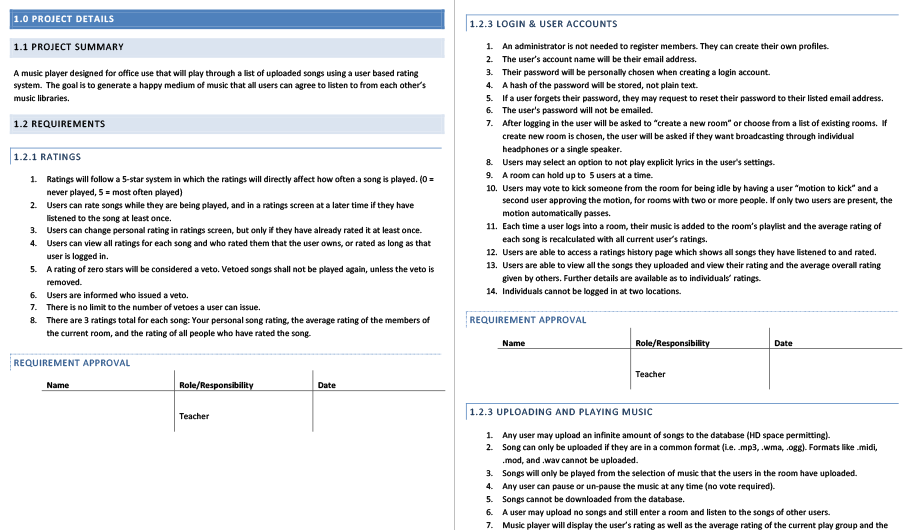 1.0 PROJECT DETAILS
1.1 PROJECT SUMMARY
A music player designed for office use that will play through a list of uploaded songs using a user based rating
system. The goal is to generate a happy medium of music that all users can agree to listen to from each other's
music libraries.
1.2 REQUIREMENTS
1.2.1 RATINGS
1. Ratings will follow a 5-star system in which the ratings will directly affect how often a song is played. (0 =
never played, 5 = most often played)
2. Users can rate songs while they are being played, and in a ratings screen at a later time if they have
listened to the song at least once.
3. Users can change personal rating in ratings screen, but only if they have already rated it at least once.
4. Users can view all ratings for each song and who rated them that the user owns, or rated as long as that
user is logged in.
5. A rating of zero stars will be considered a veto. Vetoed songs shall not be played again, unless the veto is
removed.
6. Users are informed who issued a veto.
7. There is no limit to the number of vetoes a user can issue.
8. There are 3 ratings total for each song: Your personal song rating, the average rating of the members of
the current room, and the rating of all people who have rated the song.
REQUIREMENT APPROVAL
Name Role/Responsibility Date
Teacher
1.2.3 LOGIN & USER ACCOUNTS
1. An administrator is not needed to register members. They can create their own profiles.
2. The user's account name will be their email address.
3. Their password will be personally chosen when creating a login account.
4. A hash of the password will be stored, not plain text.
5. If a user forgets their password, they may request to reset their password to their listed email address.
6. The user's password will not be emailed.
7. After logging in the user will be asked to "create a new room" or choose from a list of existing rooms. If
create new room is chosen, the user will be asked if they want broadcasting through individual
headphones or a single speaker.
8. Users may select an option to not play explicit lyrics in the user's settings.
9. A room can hold up to 5 users at a time.
10. Users may vote to kick someone from the room for being idle by having a user "motion to kick" and a
second user approving the motion, for rooms with two or more people. If only two users are present, the
motion automatically passes.
11. Each time a user logs into a room, their music is added to the room's playlist and the average rating of
each song is recalculated with all current user's ratings.
12. Users are able to access a ratings history page which shows all songs they have listened to and rated.
13. Users are able to view all the songs they uploaded and view their rating and the average overall rating
given by others. Further details are available as to individuals' ratings.
14. Individuals cannot be logged in at two locations.
REQUIREMENT APPROVAL
Name Role/Responsibility Date
Teacher
1.2.3 UPLOADING AND PLAYING MUSIC
1. Any user may upload an infinite amount of songs to the database (HD space permitting).
2. Song can only be uploaded if they are in a common format (i.e. .mp3, .wma, .ogg). Formats like .midi,
.mod, and .wav cannot be uploaded.
3. Songs will only be played from the selection of music that the users in the room have uploaded.
4. Any user can pause or un-pause the music at any time (no vote required).
5. Songs cannot be downloaded from the database.
6. A user may upload no songs and still enter a room and listen to the songs of other users.
7. Music player will display the user's rating as well as the average rating of the current play group and the